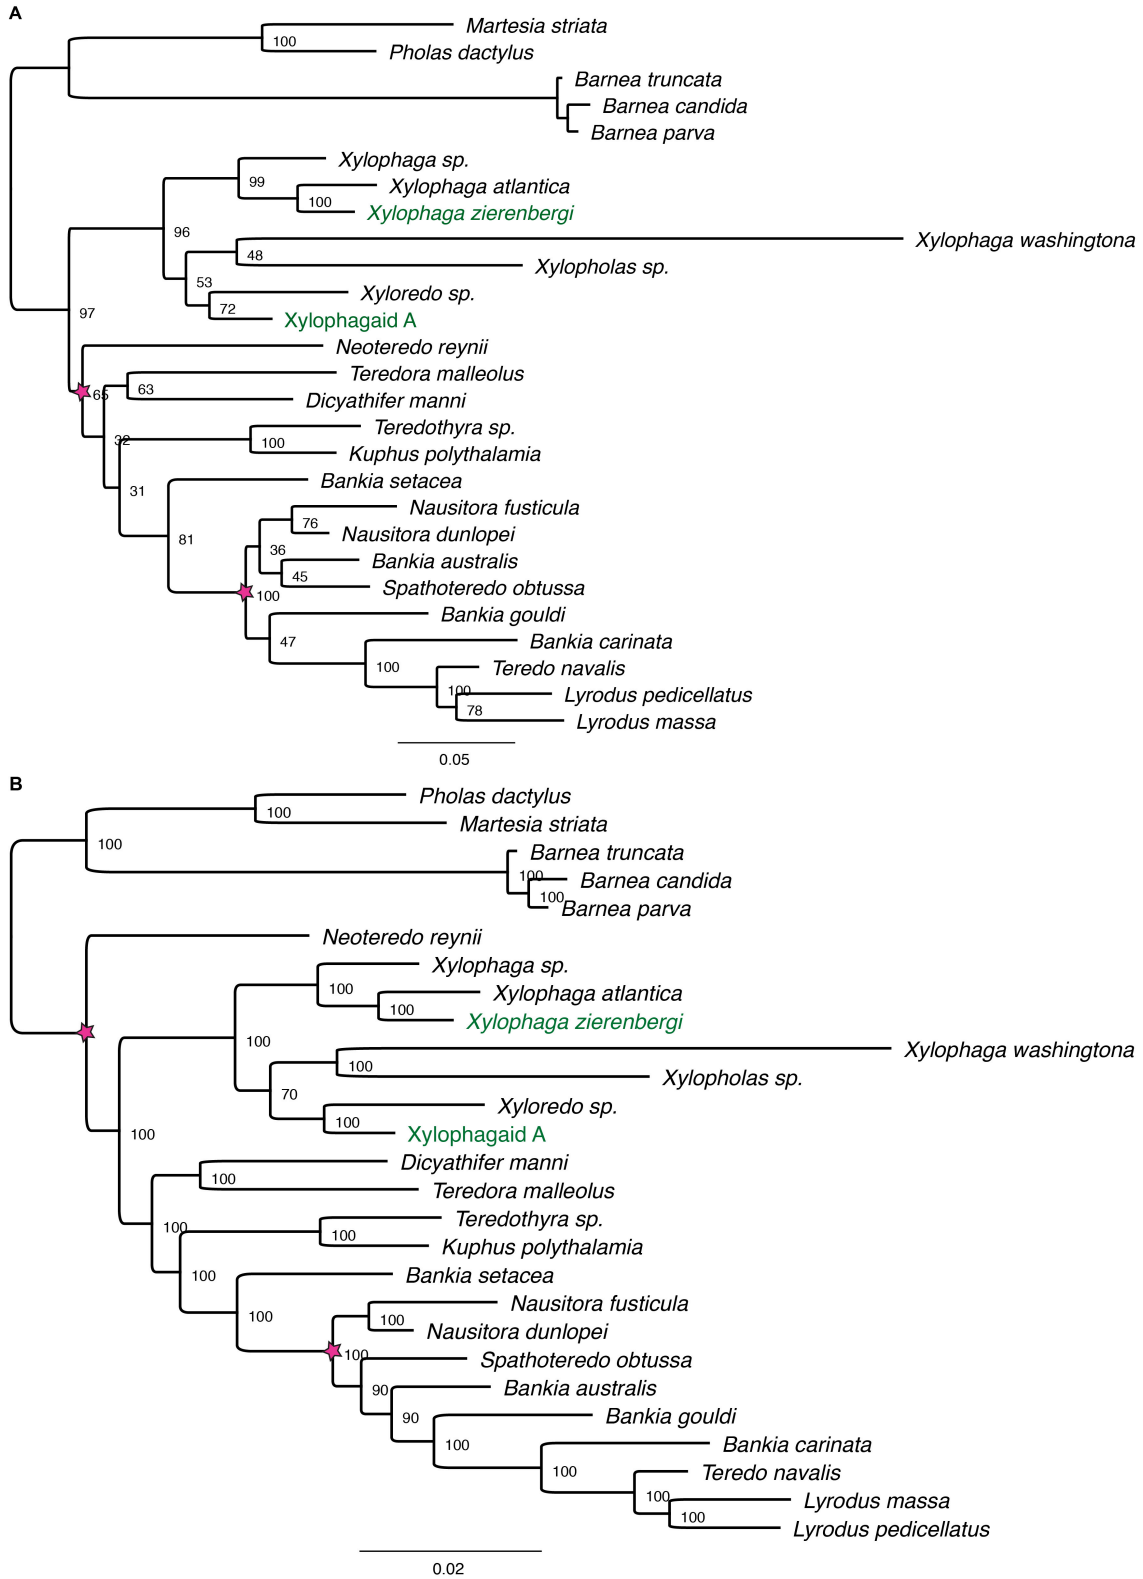 A
Martesia striata
100
Pholas dactylus
Barnea truncata
Barnea candida
Barnea parva
Xylophaga sp.
99
Xylophaga atlantica
100
Xylophaga zierenbergi
96
Xylophaga washingtona
48
Xylopholas sp.
53
Xyloredo sp.
72
Xylophagaid A
97
Neoteredo reynii
Teredora malleolus
63
65
Dicyathifer manni
Teredothyra sp.
32
100
Kuphus polythalamia
Bankia setacea
31
Nausitora fusticula
76
Nausitora dunlopei
81
36
Bankia australis
45
Spathoteredo obtussa
100
Bankia gouldi
47
Bankia carinata
100
Teredo navalis
100
Lyrodus pedicellatus
78
Lyrodus massa
0.05
B
Pholas dactylus
100
Martesia striata
100
Barnea truncata
100
Barnea candida
100
Barnea parva
Neoteredo reynii
Xylophaga sp.
100
Xylophaga atlantica
100
Xylophaga zierenbergi
100
Xylophaga washingtona
100
Xylopholas sp.
70
Xyloredo sp.
100
Xylophagaid A
100
Dicyathifer manni
100
Teredora malleolus
Teredothyra sp.
100
100
Kuphus polythalamia
100
Bankia setacea
Nausitora fusticula
100
100
Nausitora dunlopei
100
Spathoteredo obtussa
90
Bankia australis
90
Bankia gouldi
100
Bankia carinata
100
Teredo navalis
100
Lyrodus massa
100
Lyrodus pedicellatus
0.02